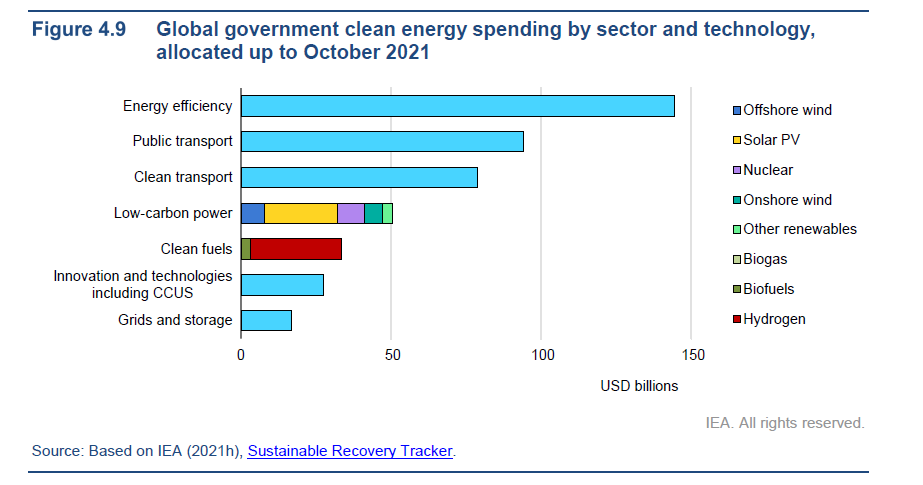 Figure 4.9 Global government clean energy spending by sector and technology,
allocated up to October 2021
Energy efficiency
Public transport
Clean transport
Low-carbon power
Clean fuels
Innovation and technologies
including CCUS
Grids and storage
0 50 100 150
USD billions
Offshore wind
Solar PV
Nuclear
Onshore wind
Other renewables
Biogas
Biofuels
Hydrogen
IEA. All rights reserved.
Source: Based on IEA (2021h), Sustainable Recovery Tracker.